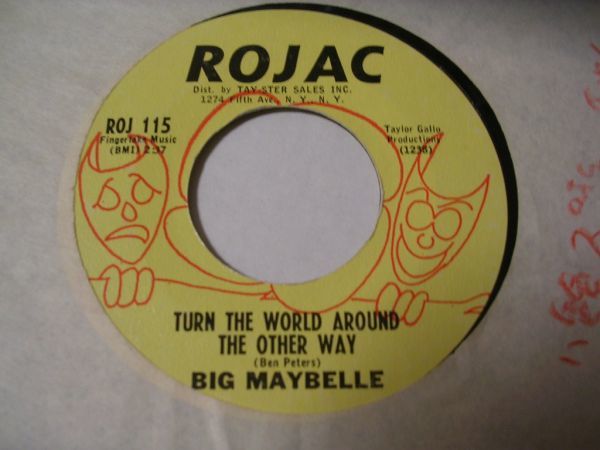 ROJAC
Dist. by TAY-STER SALES INC.
1274 Fifth Ave., N. Y., N. Y.
ROJ 115
Fingerlake Music
(BMI) 2:37
Taylor Gallo
Productions
(1238)
TURN THE WORLD AROUND
THE OTHER WAY
(Ben Peters)
BIG MAYBELLE